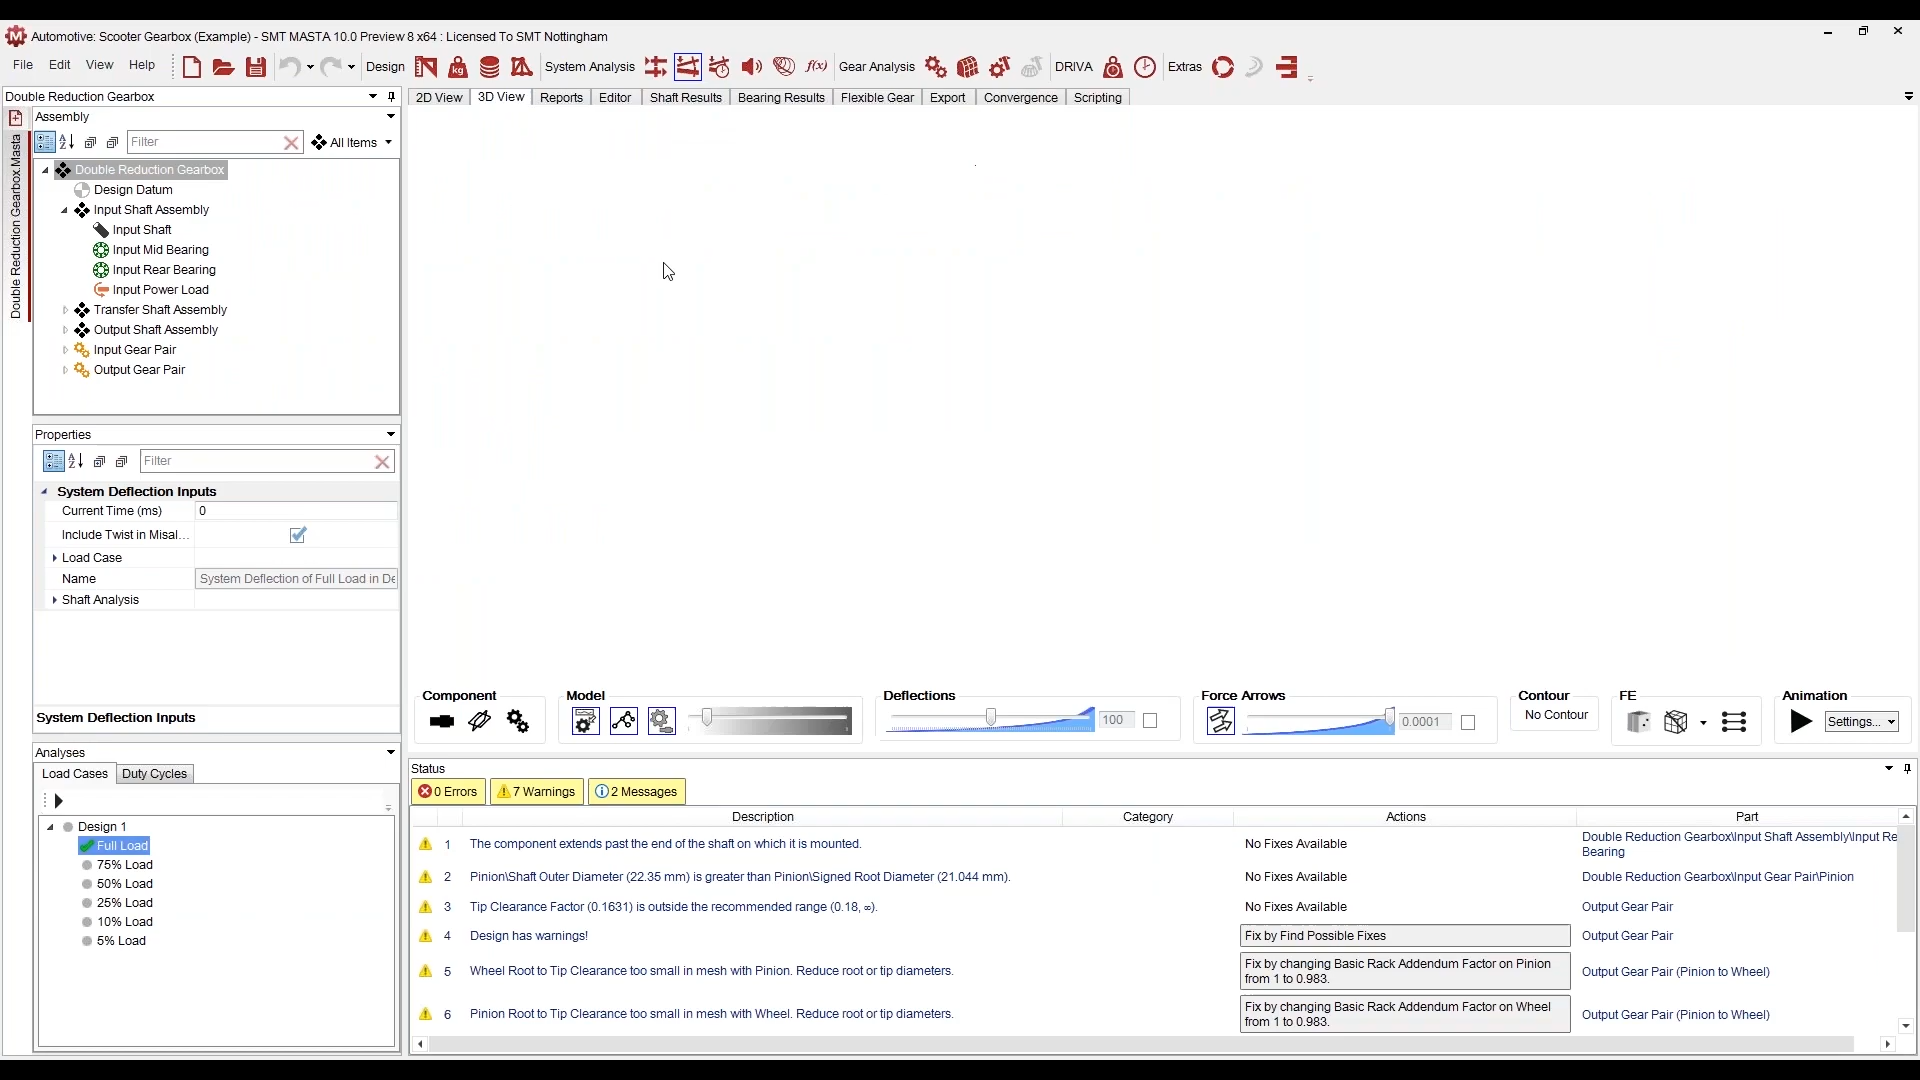 Automotive: Scooter Gearbox (Example) - SMT MASTA 10.0 Preview 8 x64 : Licensed To SMT Nottingham
File Edit View Help Design System Analysis f(x) Gear Analysis DRIVA Extras
Double Reduction Gearbox
2D View 3D View Reports Editor Shaft Results Bearing Results Flexible Gear Export Convergence Scripting
Double Reduction Gearbox.Masta
Assembly
Filter All Items
Double Reduction Gearbox
Design Datum
Input Shaft Assembly
Input Shaft
Input Mid Bearing
Input Rear Bearing
Input Power Load
Transfer Shaft Assembly
Output Shaft Assembly
Input Gear Pair
Output Gear Pair
Properties
Filter
System Deflection Inputs
Current Time (ms) 0
Include Twist in Misal...
Load Case
Name System Deflection of Full Load in De
Shaft Analysis
System Deflection Inputs
Analyses
Load Cases Duty Cycles
Design 1
Full Load
75% Load
50% Load
25% Load
10% Load
5% Load
Component Model Deflections Force Arrows Contour FE Animation
100 0.0001 No Contour Settings...
Status
0 Errors 7 Warnings 2 Messages
Description Category Actions Part
1 The component extends past the end of the shaft on which it is mounted. No Fixes Available Double Reduction Gearbox\Input Shaft Assembly\Input Re
Bearing
2 Pinion\Shaft Outer Diameter (22.35 mm) is greater than Pinion\Signed Root Diameter (21.044 mm). No Fixes Available Double Reduction Gearbox\Input Gear Pair\Pinion
3 Tip Clearance Factor (0.1631) is outside the recommended range (0.18, ∞). No Fixes Available Output Gear Pair
4 Design has warnings! Fix by Find Possible Fixes Output Gear Pair
5 Wheel Root to Tip Clearance too small in mesh with Pinion. Reduce root or tip diameters. Fix by changing Basic Rack Addendum Factor on Pinion
from 1 to 0.983. Output Gear Pair (Pinion to Wheel)
6 Pinion Root to Tip Clearance too small in mesh with Wheel. Reduce root or tip diameters. Fix by changing Basic Rack Addendum Factor on Wheel
from 1 to 0.983. Output Gear Pair (Pinion to Wheel)